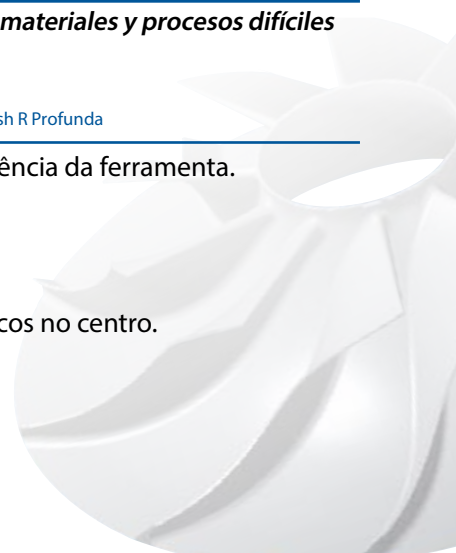 materiales y procesos difíciles
sh R Profunda
ência da ferramenta.
cos no centro.